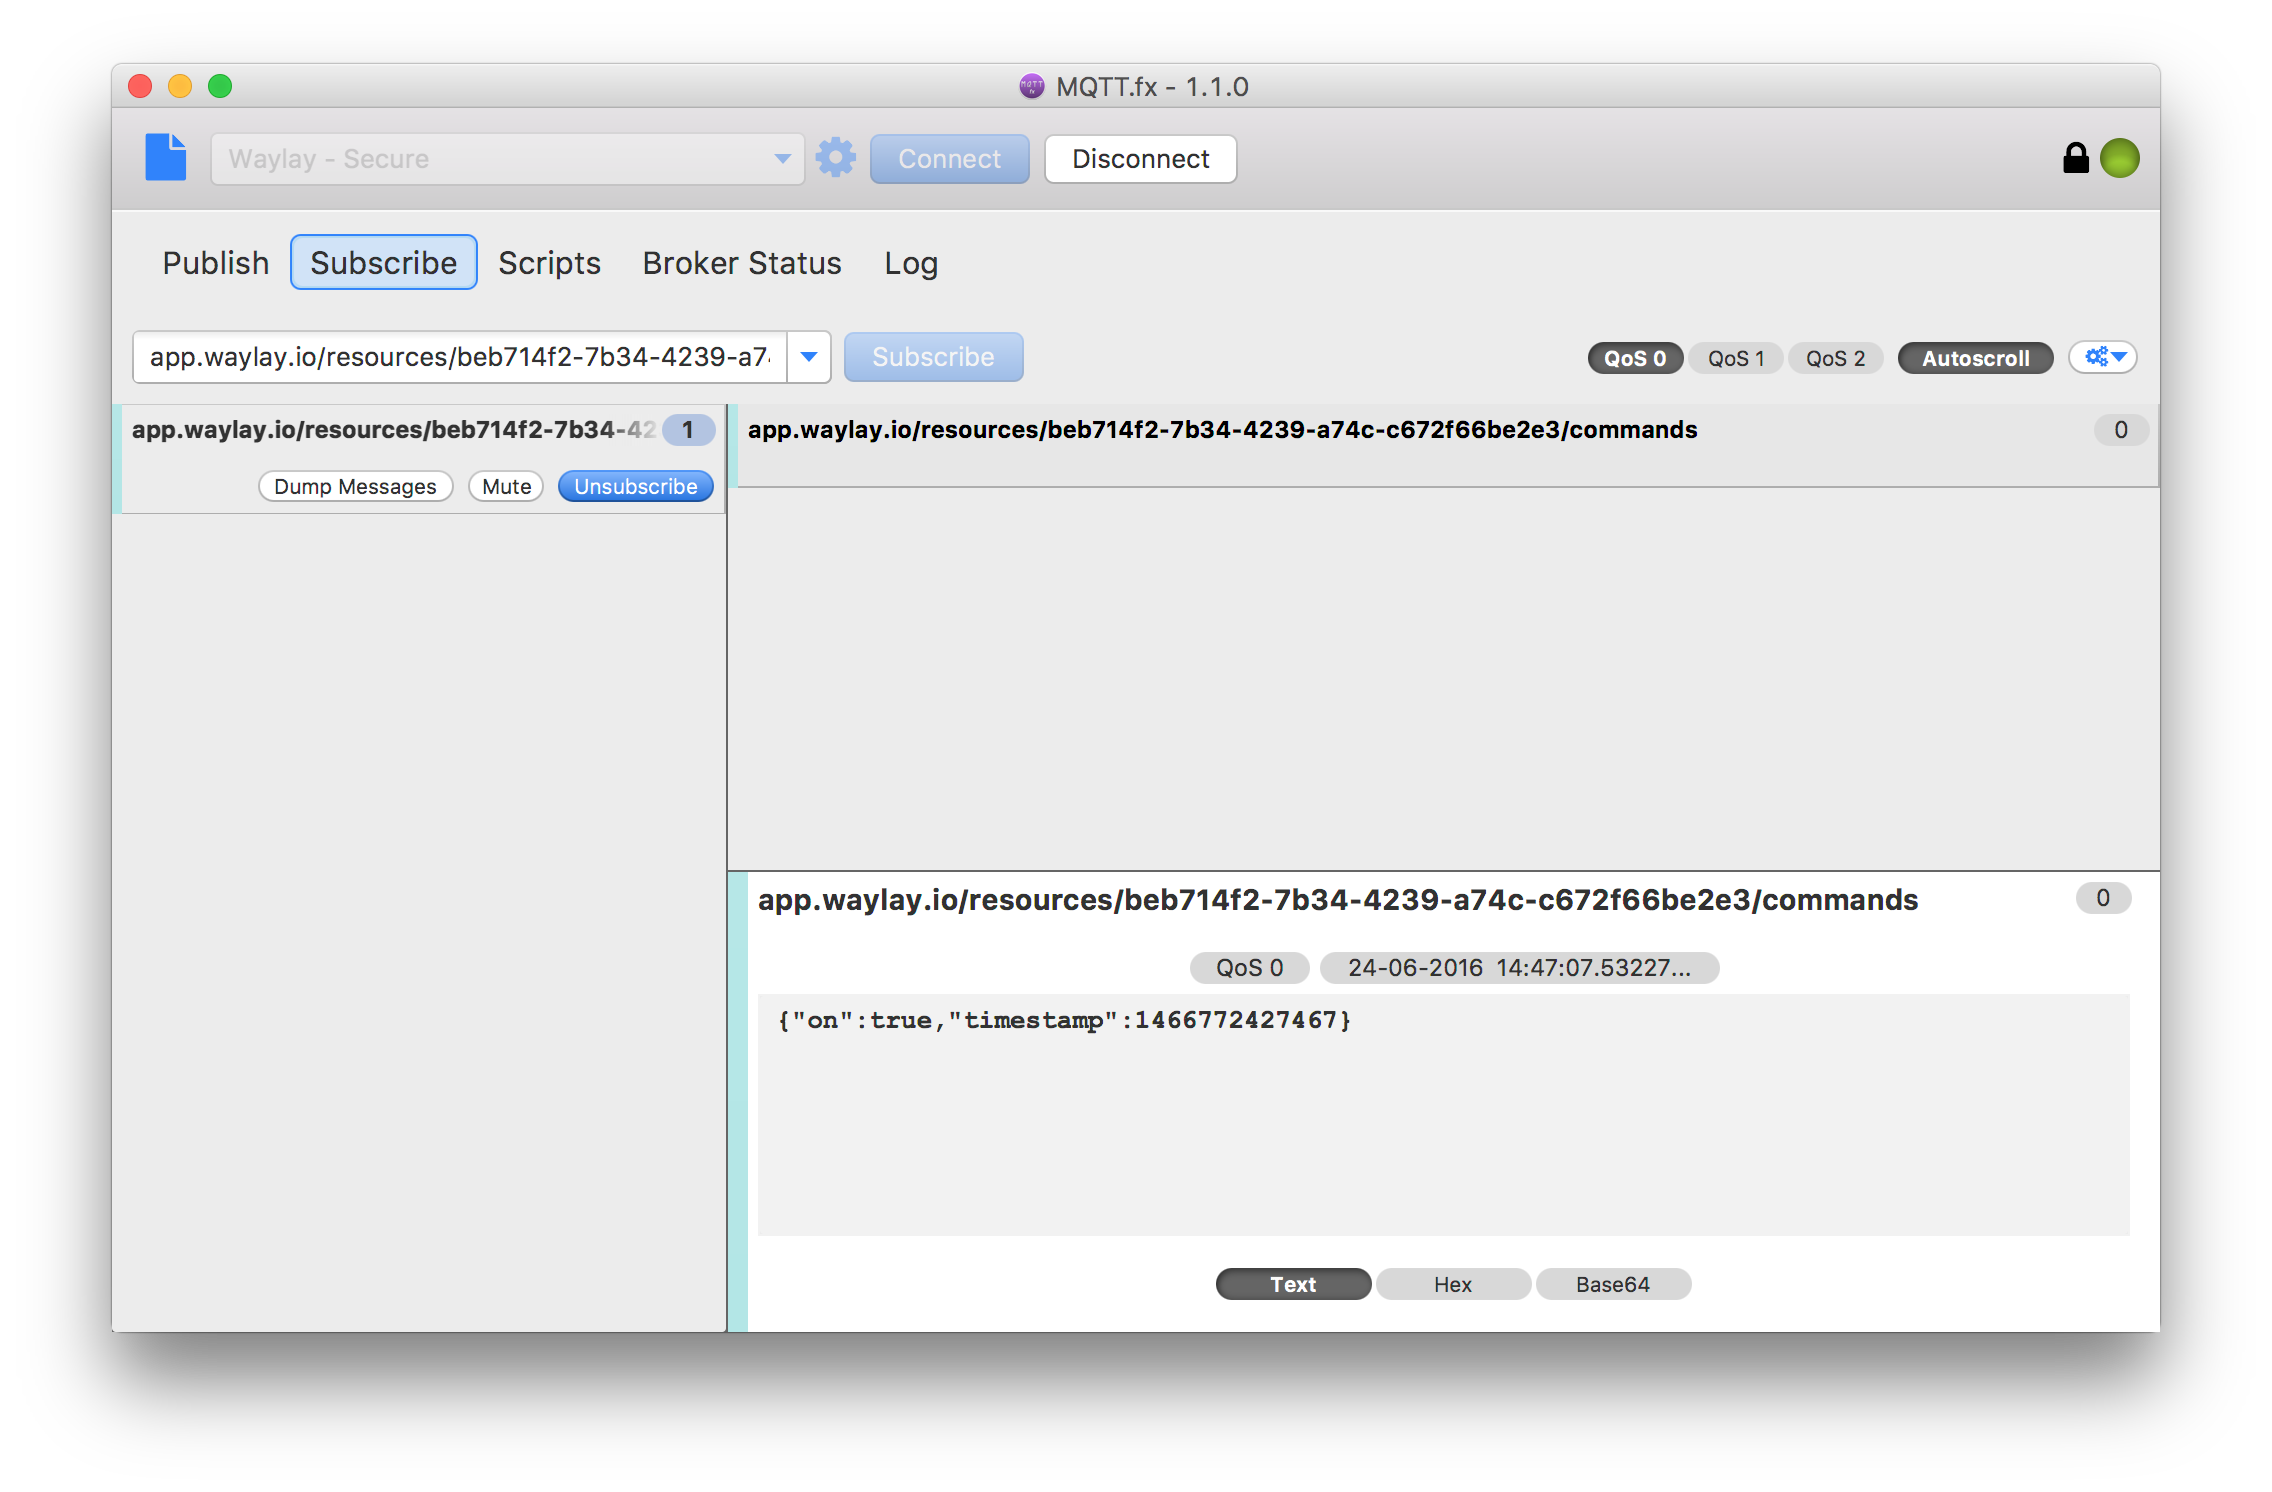 MQTT.fx - 1.1.0
Waylay - Secure
Connect
Disconnect
Publish
Subscribe
Scripts
Broker Status
Log
app.waylay.io/resources/beb714f2-7b34-4239-a7
Subscribe
QoS 0
QoS 1
QoS 2
Autoscroll
app.waylay.io/resources/beb714f2-7b34-42
1
Dump Messages
Mute
Unsubscribe
app.waylay.io/resources/beb714f2-7b34-4239-a74c-c672f66be2e3/commands
0
app.waylay.io/resources/beb714f2-7b34-4239-a74c-c672f66be2e3/commands
0
QoS 0
24-06-2016 14:47:07.53227...
{"on":true,"timestamp":1466772427467}
Text
Hex
Base64